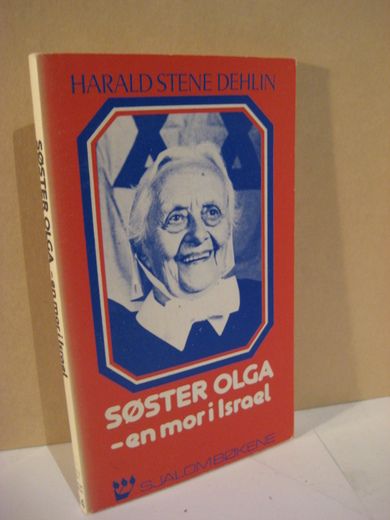 HARALD STENE DEHLIN
SØSTER OLGA
-en mor i Israel
SJALOMBØKENE
SØSTER OLGA -en mor i Israel